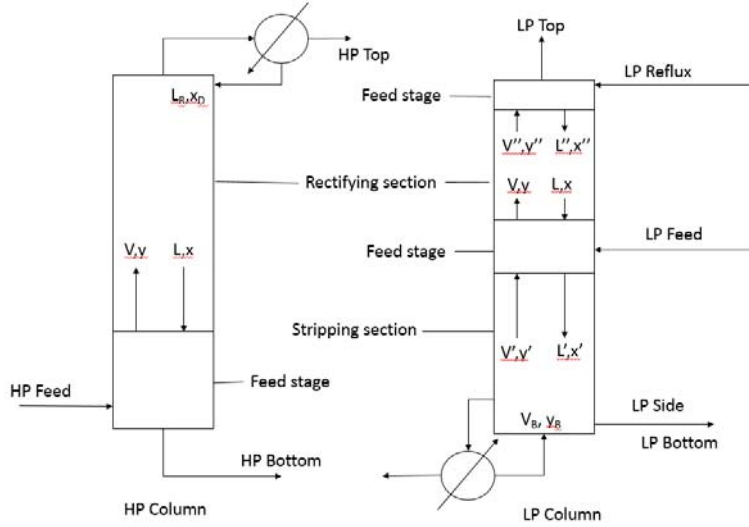 HP Top
L_R,x_D
V,y
L,x
HP Feed
HP Bottom
HP Column
Feed stage
Rectifying section
Feed stage
Stripping section
Feed stage
LP Top
LP Reflux
V'',y''
L'',x''
V,y
L,x
LP Feed
V',y'
L',x'
V_B, y_B
LP Side
LP Bottom
LP Column